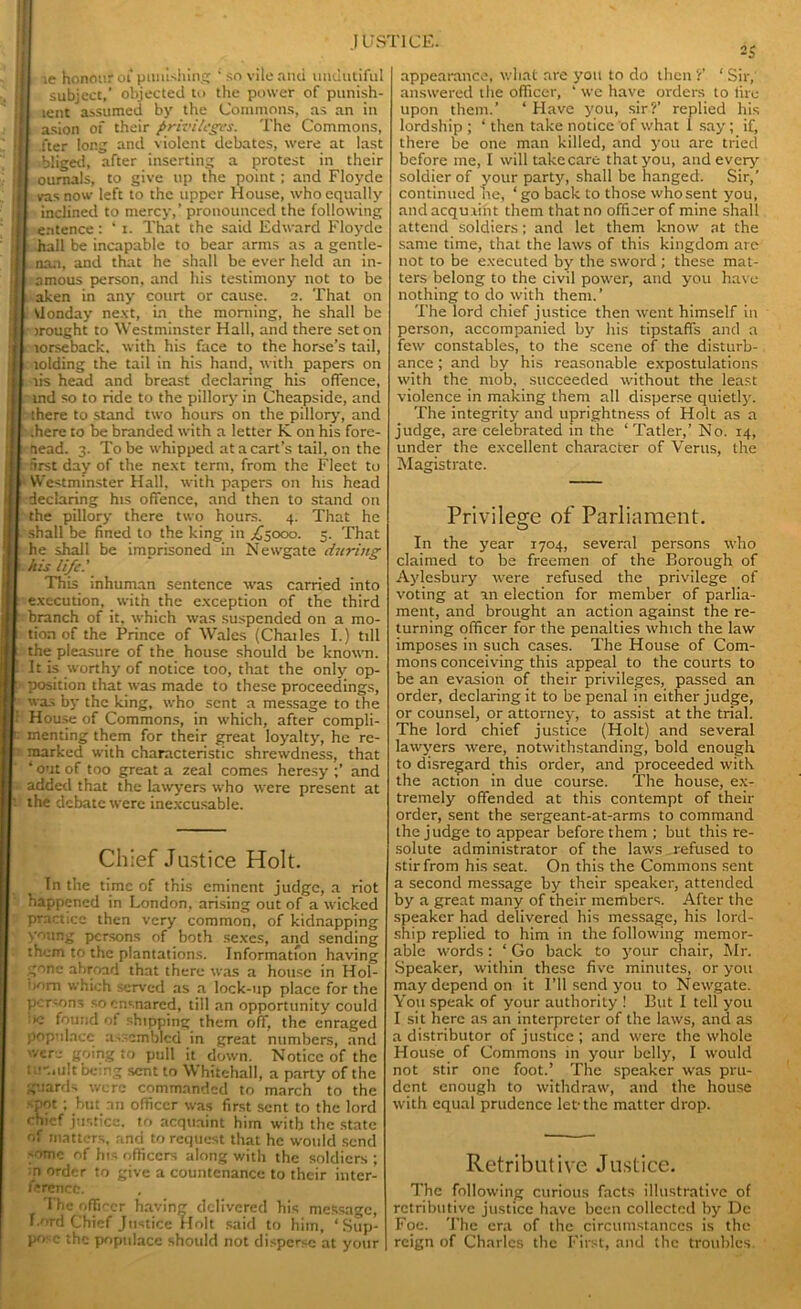 JUSTICE.
25
ie honour of punishing ‘ so vile and undutiful
subject,’ objected to the power of punish-
ient assumed by the Commons, as an in
asion of their privileges. The Commons,
fter long and violent debates, were at last
bliged, after inserting a protest in their
ournals, to give up the point ; and Floyde
vas now left to the upper House, who equally
inclined to mercy,’ pronounced the following
entence : ‘ 1. That the said Edward Floyde
hall be incapable to bear arms as a gentle-
nan, and that he shall be ever held an in-
amous person, and his testimony not to be
aken in any court or cause. 2. That on
Monday next, in the morning, he shall be
brought to Westminster Hall, and there set on
iorseback, with his face to the horse’s tail,
iolding the tail in his hand, with papers on
his head and breast declaring his offence,
and so to ride to the pillory in Cheapside, and
there to stand two hours on the pillory, and
there to be branded with a letter K on his fore-
head. 3. To be whipped at a cart’s tail, on the
first day of the next term, from the Fleet to
Westminster Hall, with papers on his head
declaring his offence, and then to stand on
the pillory there two hours. 4. That he
shall be fined to the king in £5000. 5. That
he shall be imprisoned in Newgate during
his life.’
This inhuman sentence was carried into
execution, with the exception of the third
branch of it, which was suspended on a mo-
tion of the Prince of Wales (Charles I.) till
the pleasure of the house should be known.
It is worthy of notice too, that the only op-
position that was made to these proceedings,
was by the king, who sent a message to the
House of Commons, in which, after compli-
menting them for their great loyalty, he re-
marked with characteristic shrewdness, that
‘out of too great a zeal comes heresy ;’ and
added that the lawyers who were present at
the debate were inexcusable.
Chief Justice Holt.
In the time of this eminent judge, a riot
happened in London, arising out of a wicked
practice then very common, of kidnapping
young persons of both sexes, and sending
them to the plantations. Information having
gone abroad that there was a house in Hol-
born which served as a lock-up place for the
persons so ensnared, till an opportunity could
be found of shipping them off, the enraged
populace assembled in great numbers, and
were going to pull it down. Notice of the
tumult being sent to Whitehall, a party of the
guards were commanded to march to the
spot ; but an officer was first sent to the lord
chief justice, to acquaint him with the state
of matters, and to request that he would send
some of his officers along with the soldiers ;
in order to give a countenance to their inter-
ference.
The officer having delivered his message,
Lord Chief Justice Holt said to him, ‘ Sup-
pose the populace should not disperse at your
appearance, what are you to do then ?’ ‘ Sir,’
answered the officer, ‘ we have orders to fire
upon them.’ ‘ Have you, sir?’ replied his
lordship ; ‘ then take notice of what I say ; if,
there be one man killed, and you are tried
before me, I will take care that you, and every
soldier of your party, shall be hanged. Sir,’
continued he, ‘ go back to those who sent you,
and acquaint them that no officer of mine shall
attend soldiers ; and let them know at the
same time, that the laws of this kingdom are
not to be executed by the sword ; these mat-
ters belong to the civil power, and you have
nothing to do with them.’
The lord chief justice then went himself in
person, accompanied by his tipstaffs and a
few constables, to the scene of the disturb-
ance ; and by his reasonable expostulations
with the mob, succeeded without the least
violence in making them all disperse quietly.
The integrity and uprightness of Holt as a
judge, are celebrated in the ‘ Tatler,’ No. 14,
under the excellent character of Verus, the
Magistrate.
Privilege of Parliament.
In the year 1704, several persons who
claimed to be freemen of the Borough of
Aylesbury were refused the privilege of
voting at an election for member of parlia-
ment, and brought an action against the re-
turning officer for the penalties which the law
imposes in such cases. The House of Com-
mons conceiving this appeal to the courts to
be an evasion of their privileges, passed an
order, declaring it to be penal in either judge,
or counsel, or attorney, to assist at the trial.
The lord chief justice (Holt) and several
lawyers were, notwithstanding, bold enough
to disregard this order, and proceeded with
the action in due course. The house, ex-
tremely offended at this contempt of their
order, sent the sergeant-at-arms to command
the judge to appear before them ; but this re-
solute administrator of the laws refused to
stir from his seat. On this the Commons sent
a second message by their speaker, attended
by a great many of their members. After the
speaker had delivered his message, his lord-
ship replied to him in the following memor-
able words : ‘ Go back to your chair, Mr.
Speaker, within these five minutes, or you
may depend on it I’ll send you to Newgate.
You speak of your authority ! But I tell you
I sit here as an interpreter of the laws, and as
a distributor of justice ; and were the whole
House of Commons in your belly, I would
not stir one foot.’ The speaker was pru-
dent enough to withdraw, and the house
with equal prudence let the matter drop.
Retributive Justice.
The following curious facts illustrative of
retributive justice have been collected by De
Foe. The era of the circumstances is the
reign of Charles the First, and the troubles